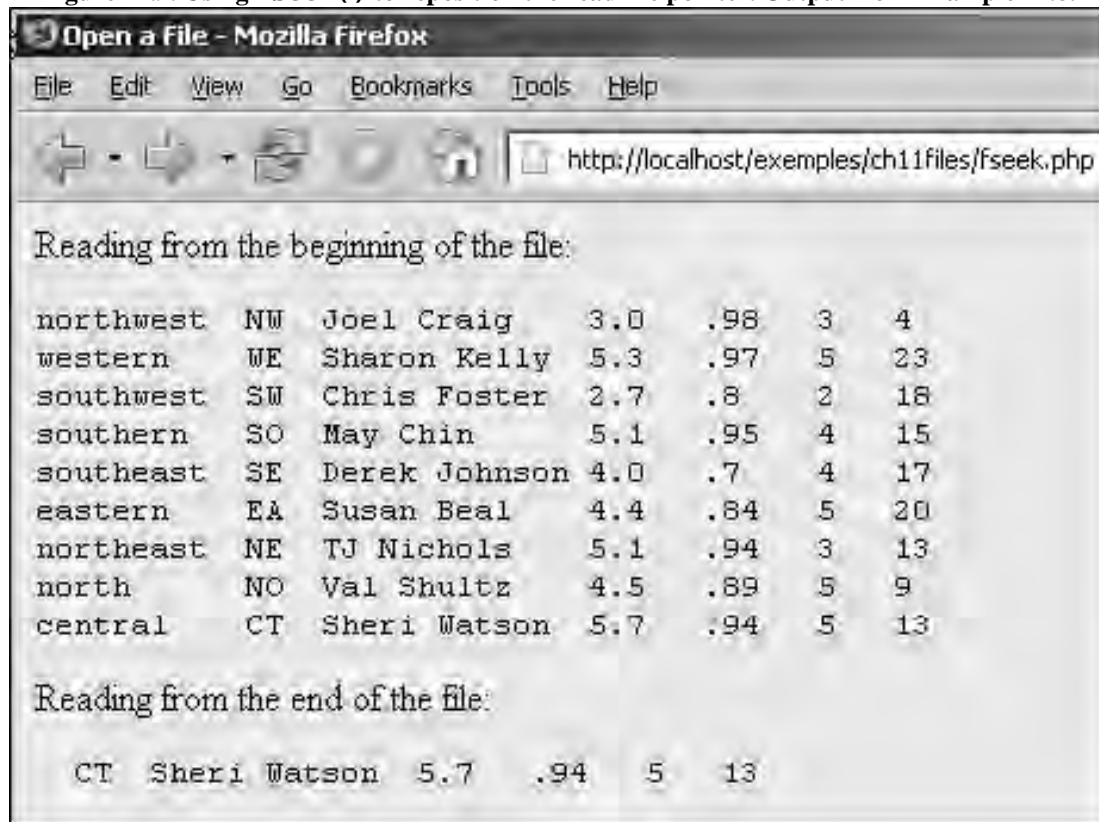 Open a File - Mozilla Firefox
File Edit View Go Bookmarks Tools Help
http://localhost/exemples/ch11files/fseek.php
Reading from the beginning of the file:
northwest NW Joel Craig 3.0 .98 3 4
western WE Sharon Kelly 5.3 .97 5 23
southwest SW Chris Foster 2.7 .8 2 18
southern SO May Chin 5.1 .95 4 15
southeast SE Derek Johnson 4.0 .7 4 17
eastern EA Susan Beal 4.4 .84 5 20
northeast NE TJ Nichols 5.1 .94 3 13
north NO Val Shultz 4.5 .89 5 9
central CT Sheri Watson 5.7 .94 5 13
Reading from the end of the file:
CT Sheri Watson 5.7 .94 5 13